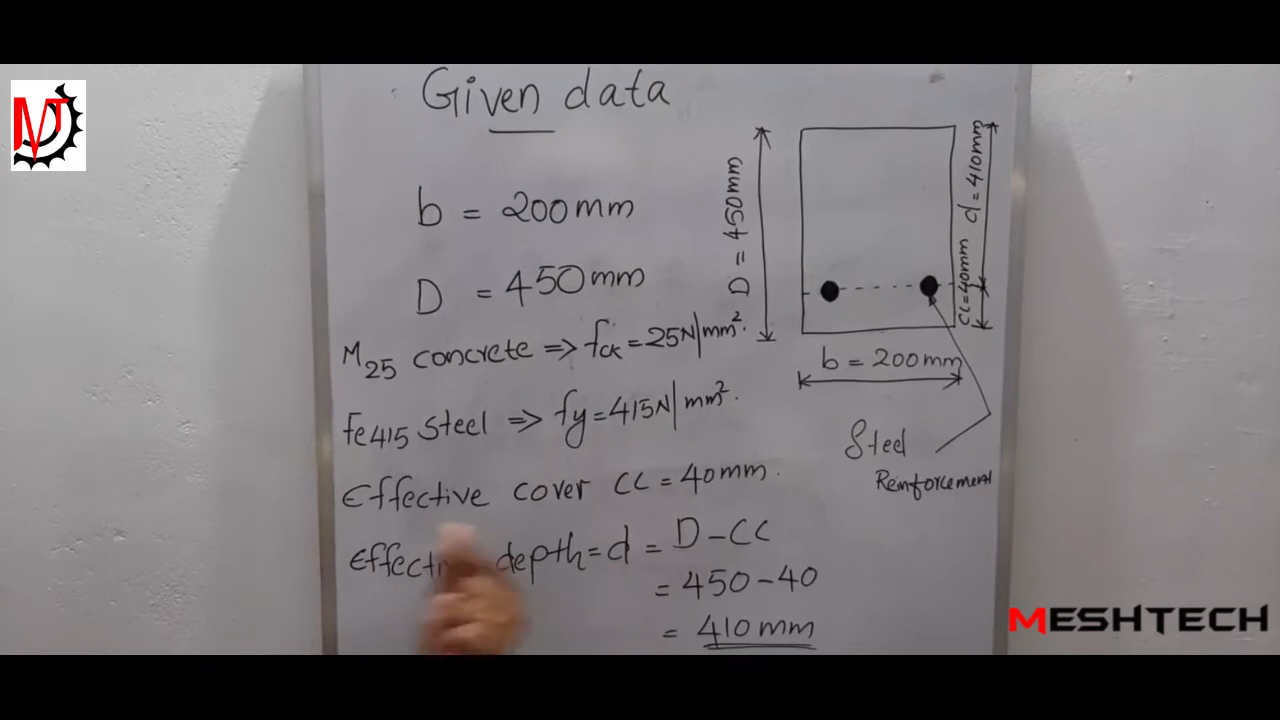 MT
Given data
b = 200mm
D = 450mm
M25 concrete ⇒ fck = 25N/mm².
fe415 steel ⇒ fy = 415N/mm².
Effective cover CC = 40mm.
depth = d = D - CC
= 450 - 40
= 410mm
D = 450mm
d = 410mm
CC = 40mm
b = 200mm
Steel
Reinforcement
MESHTECH